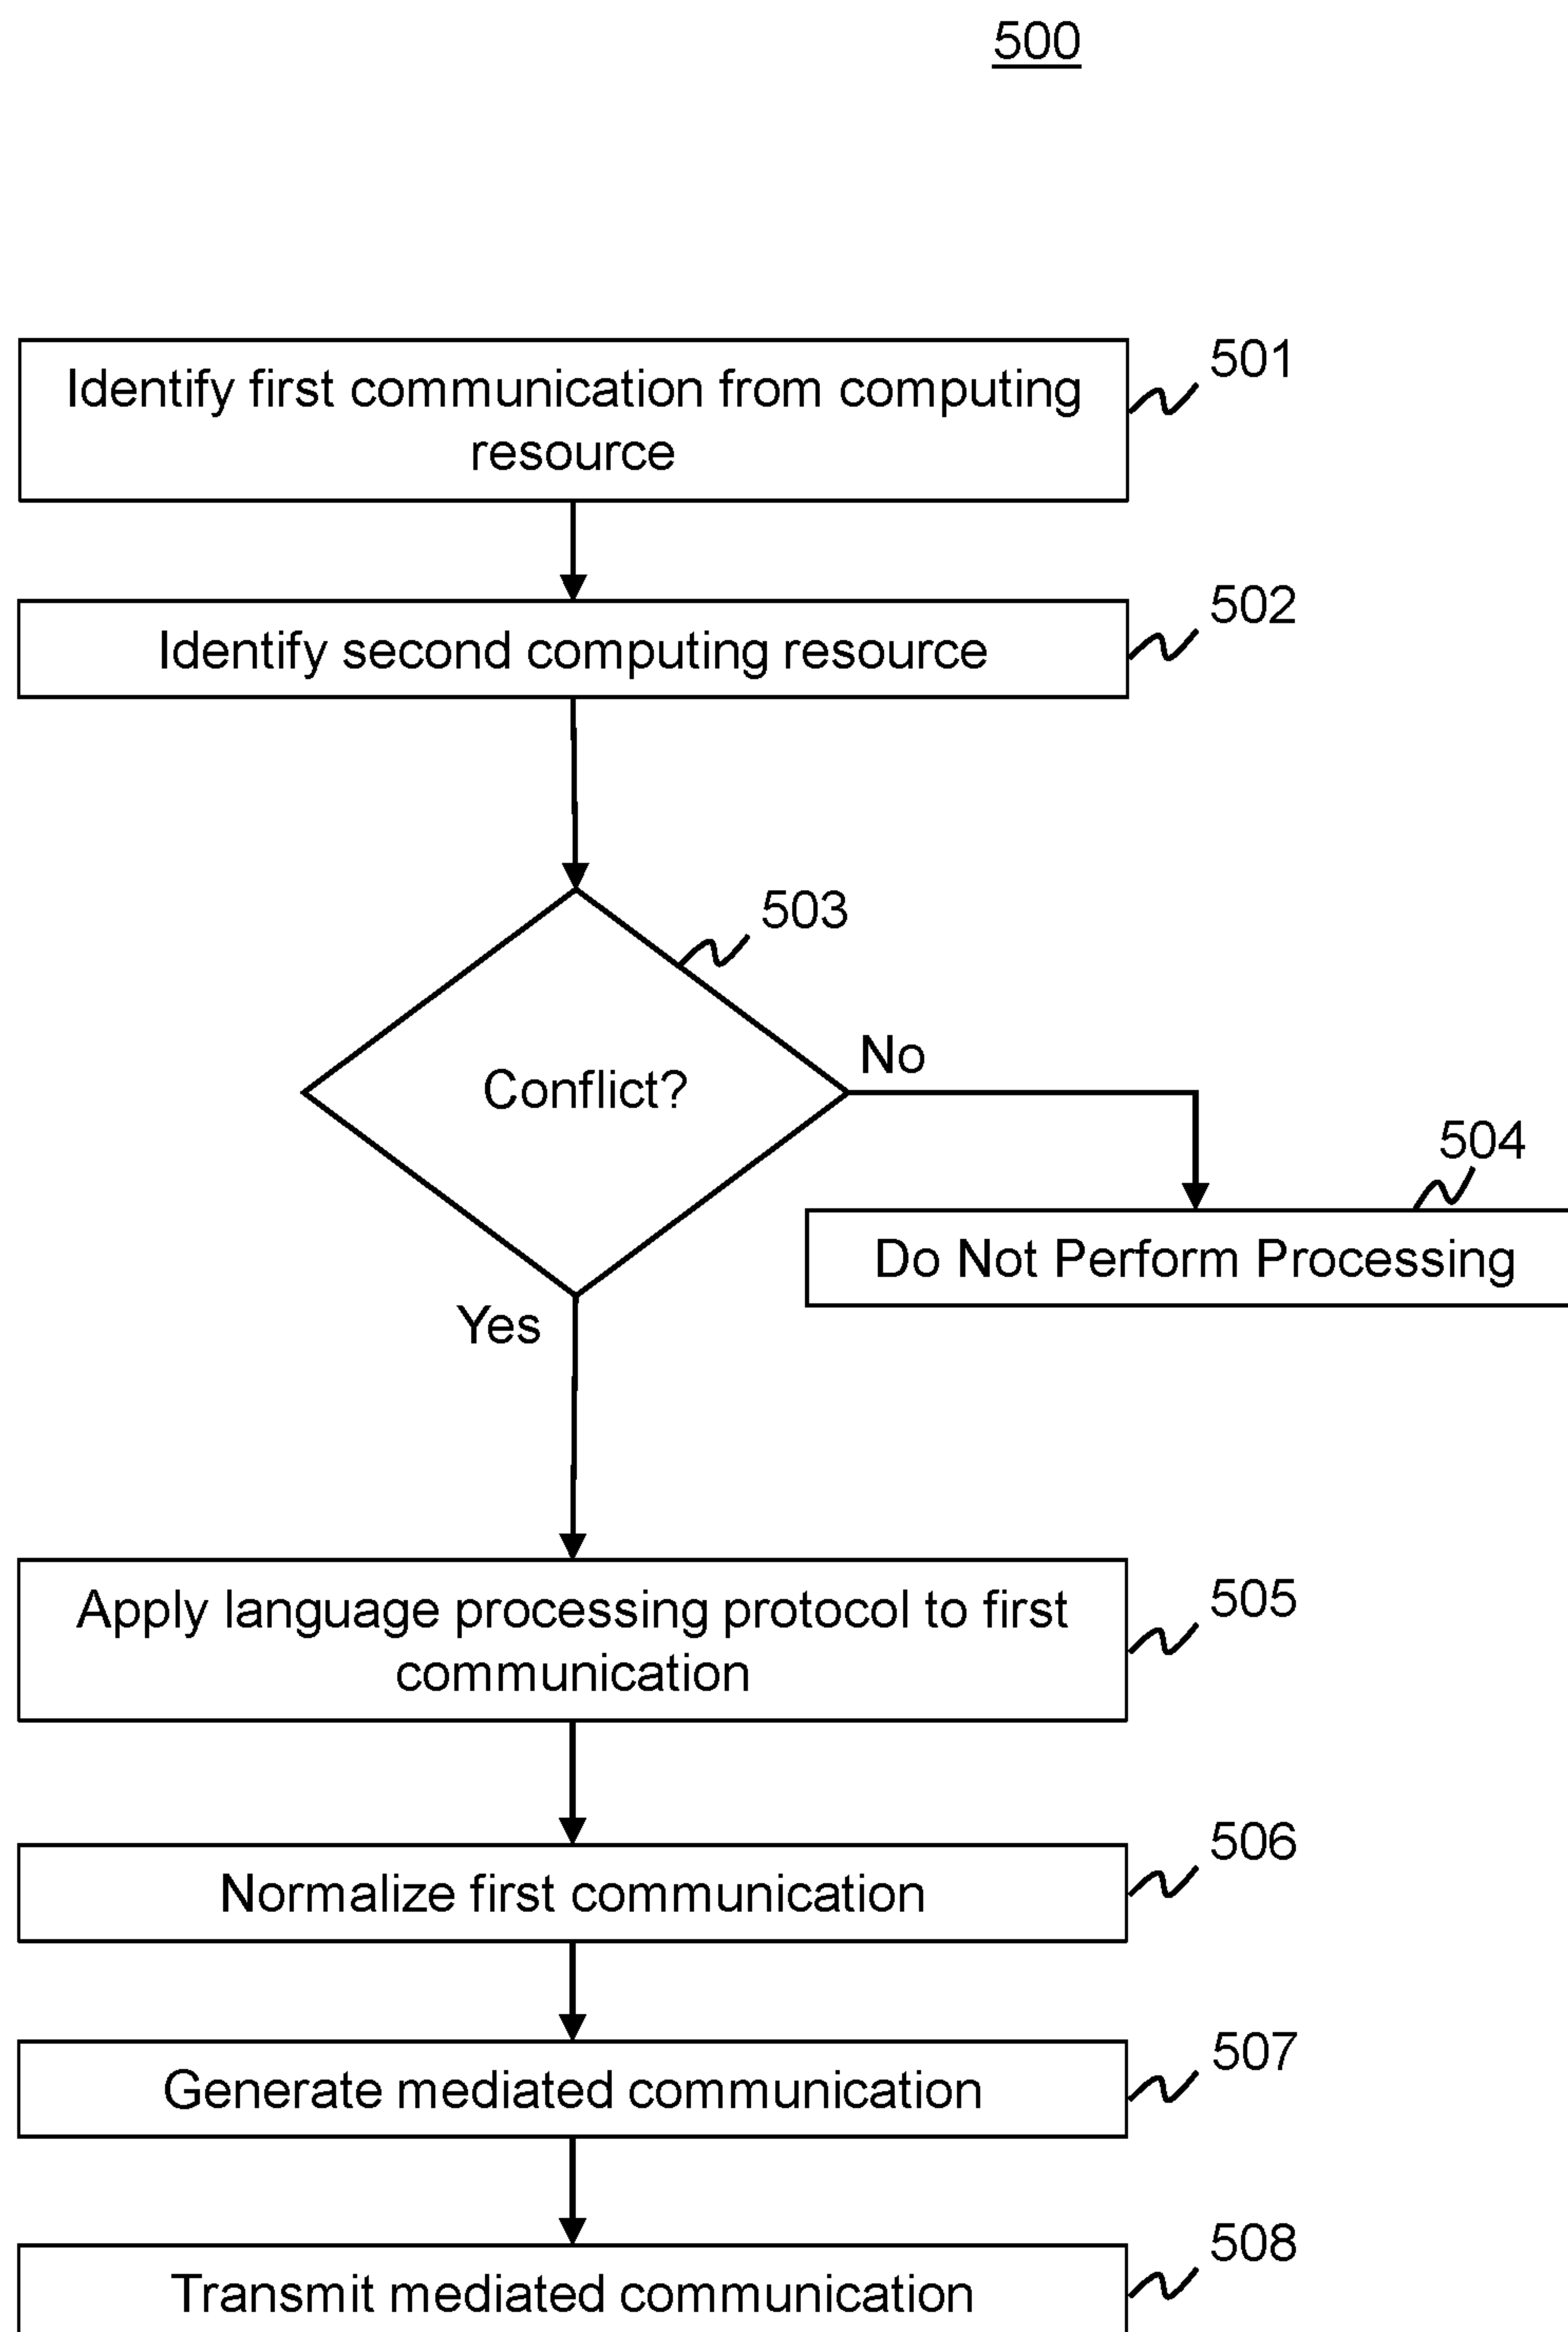 500
Identify first communication from computing
resource
501
Identify second computing resource
502
503
Conflict?
No
504
Do Not Perform Processing
Yes
Apply language processing protocol to first
communication
505
Normalize first communication
506
Generate mediated communication
507
Transmit mediated communication
508